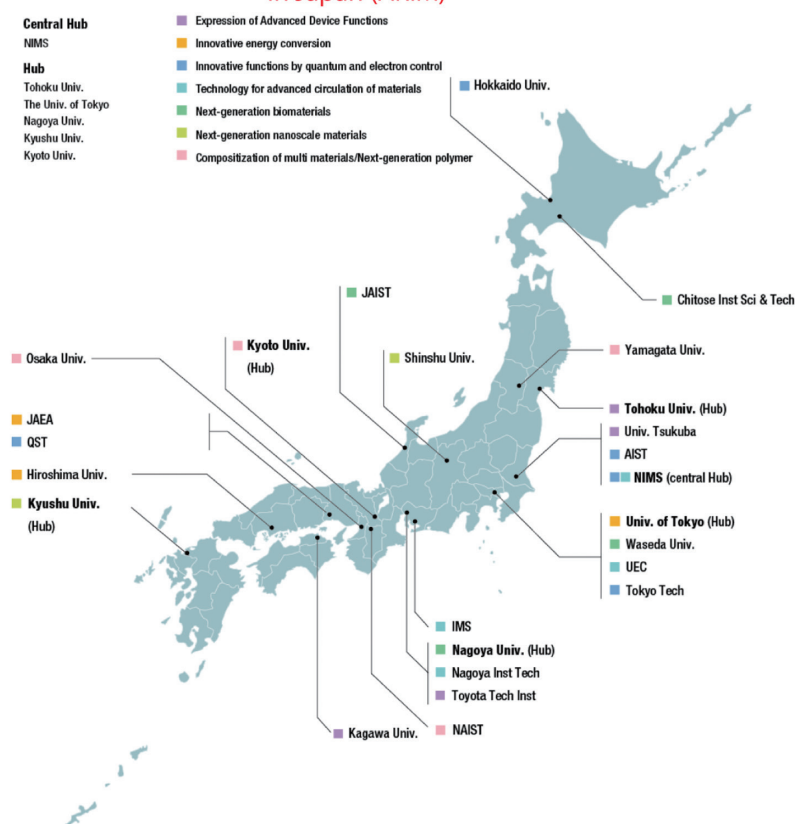 Central Hub
NIMS
Hub
Tohoku Univ.
The Univ. of Tokyo
Nagoya Univ.
Kyushu Univ.
Kyoto Univ.
Expression of Advanced Device Functions
Innovative energy conversion
Innovative functions by quantum and electron control
Technology for advanced circulation of materials
Next-generation biomaterials
Next-generation nanoscale materials
Compositization of multi materials/Next-generation polymer
Hokkaido Univ.
Chitose Inst Sci & Tech
JAIST
Kyoto Univ.
(Hub)
Shinshu Univ.
Yamagata Univ.
Osaka Univ.
Tohoku Univ. (Hub)
Univ. Tsukuba
AIST
NIMS (central Hub)
JAEA
QST
Hiroshima Univ.
Kyushu Univ.
(Hub)
Univ. of Tokyo (Hub)
Waseda Univ.
UEC
Tokyo Tech
IMS
Nagoya Univ. (Hub)
Nagoya Inst Tech
Toyota Tech Inst
Kagawa Univ.
NAIST